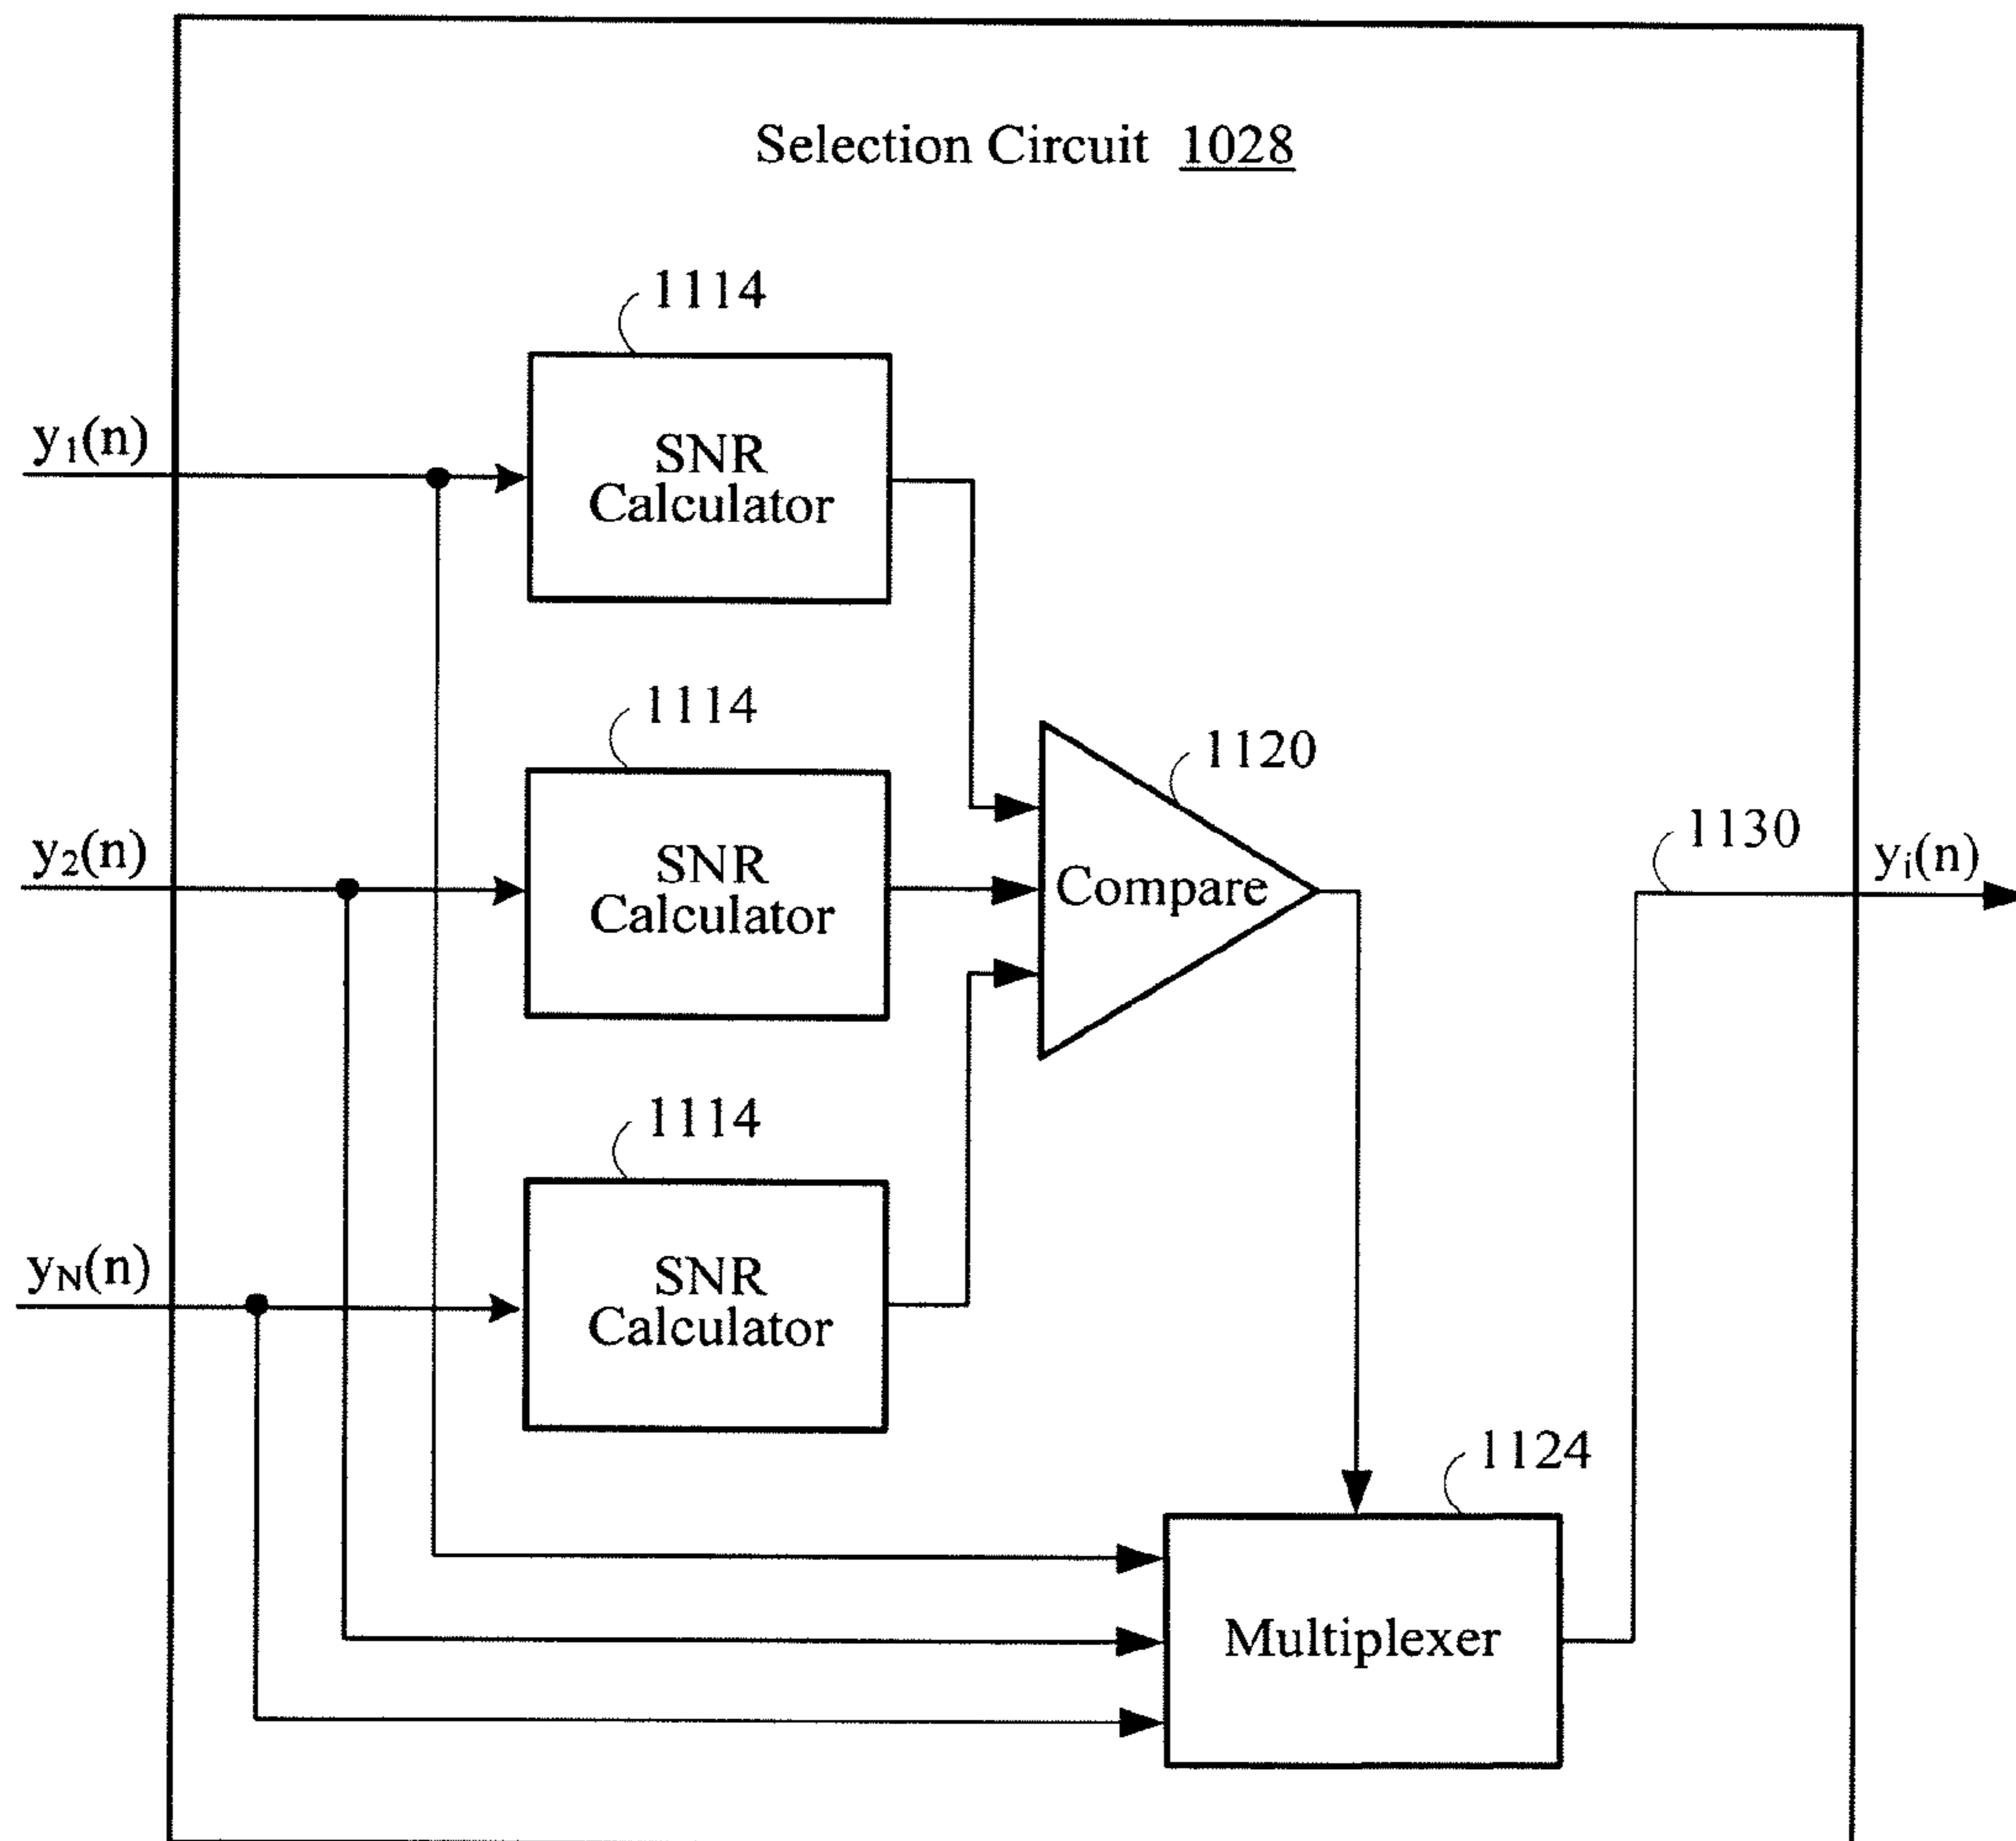 Selection Circuit 1028
1114
y₁(n)
SNR
Calculator
1114
1120
y₂(n)
SNR
Calculator
Compare
1130
yᵢ(n)
1114
yN(n)
SNR
Calculator
1124
Multiplexer